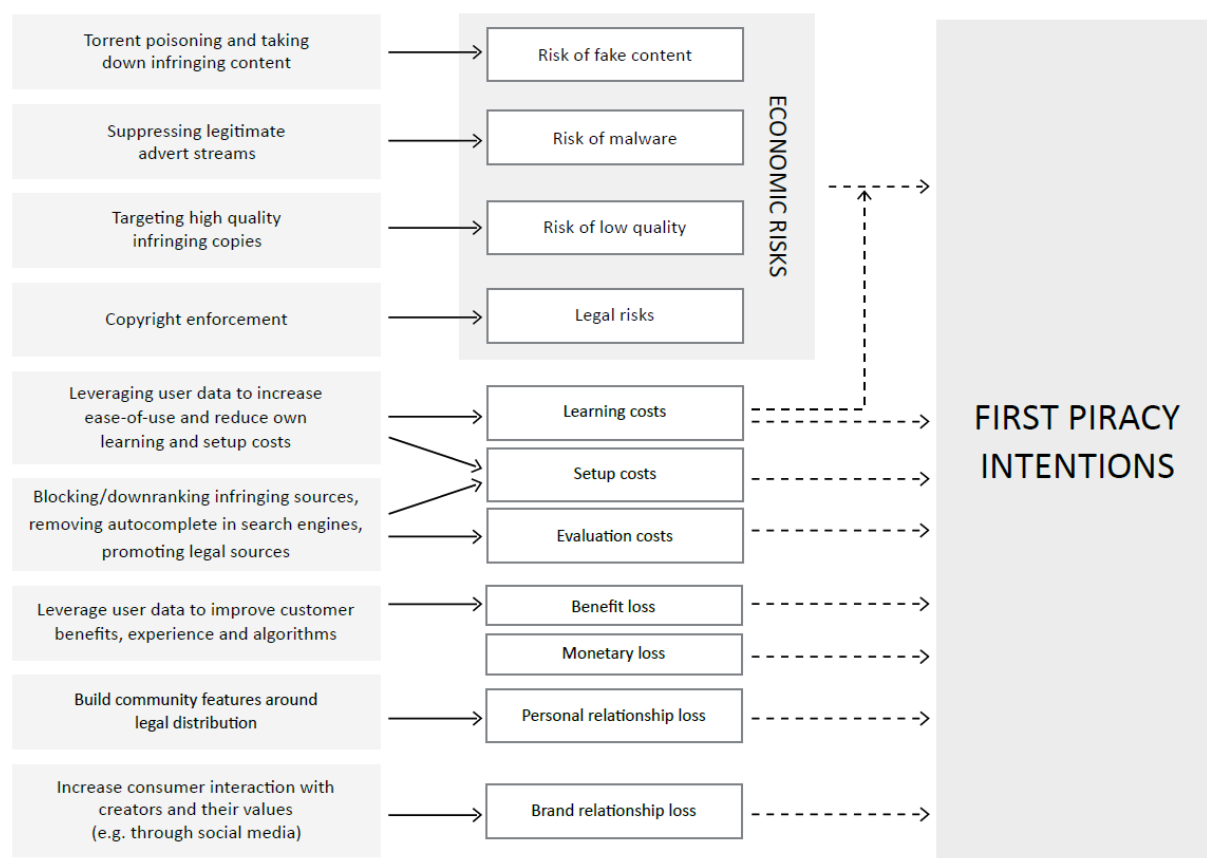 Torrent poisoning and taking
down infringing content
Risk of fake content
Suppressing legitimate
advert streams
Risk of malware
Targeting high quality
infringing copies
Risk of low quality
Copyright enforcement
Legal risks
ECONOMIC RISKS
Leveraging user data to increase
ease-of-use and reduce own
learning and setup costs
Learning costs
Setup costs
Blocking/downranking infringing sources,
removing autocomplete in search engines,
promoting legal sources
Evaluation costs
Leverage user data to improve customer
benefits, experience and algorithms
Benefit loss
Monetary loss
Build community features around
legal distribution
Personal relationship loss
Increase consumer interaction with
creators and their values
(e.g. through social media)
Brand relationship loss
FIRST PIRACY
INTENTIONS